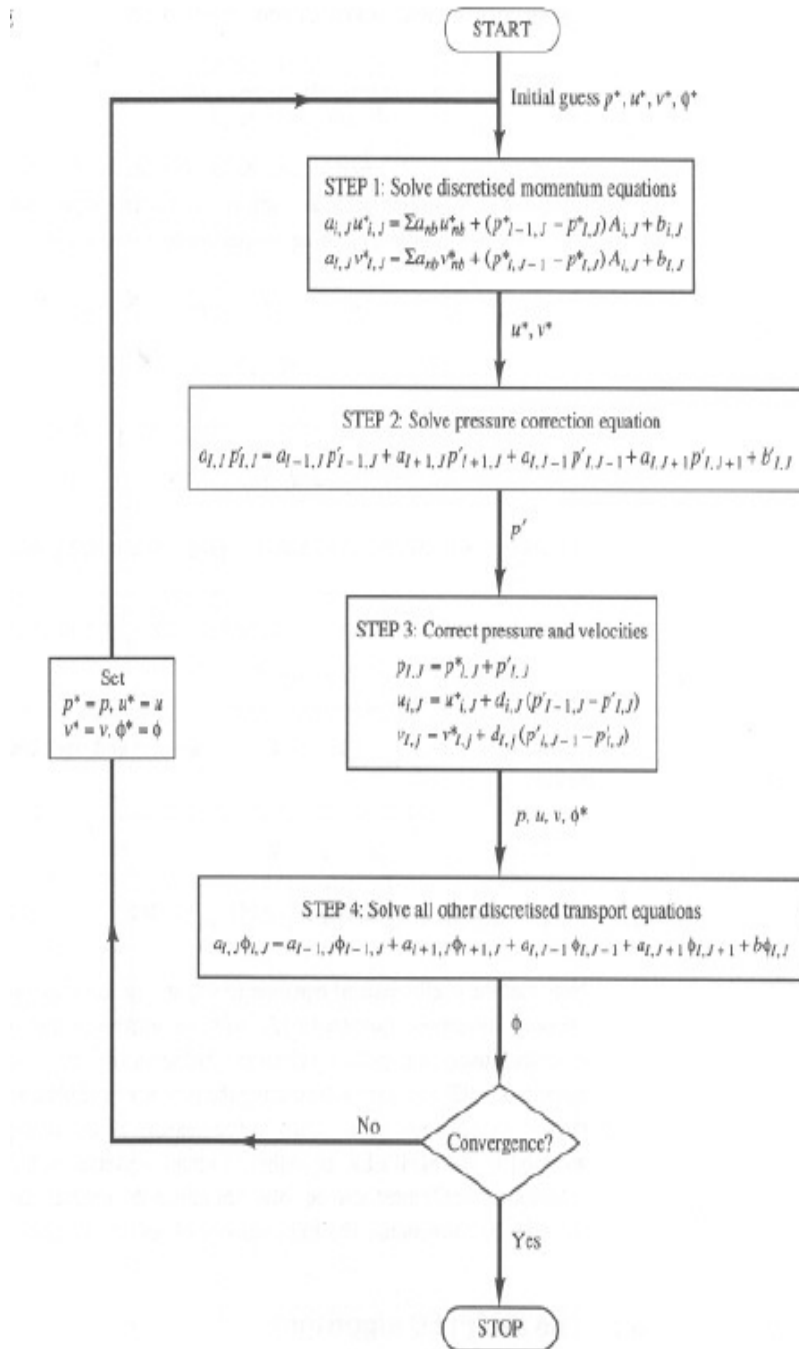 START
Initial guess p*, u*, v*, ϕ*
STEP 1: Solve discretised momentum equations
a_{i,J} u*_{i,J} = Σa_{nb} u*_{nb} + (p*_{I−1,J} − p*_{I,J}) A_{i,J} + b_{i,J}
a_{I,j} v*_{I,j} = Σa_{nb} v*_{nb} + (p*_{I,J−1} − p*_{I,J}) A_{I,j} + b_{I,j}
u*, v*
STEP 2: Solve pressure correction equation
a_{I,J} p′_{I,J} = a_{I−1,J} p′_{I−1,J} + a_{I+1,J} p′_{I+1,J} + a_{I,J−1} p′_{I,J−1} + a_{I,J+1} p′_{I,J+1} + b′_{I,J}
p′
STEP 3: Correct pressure and velocities
p_{I,J} = p*_{I,J} + p′_{I,J}
u_{i,J} = u*_{i,J} + d_{i,J} (p′_{I−1,J} − p′_{I,J})
v_{I,j} = v*_{I,j} + d_{I,j} (p′_{I,J−1} − p′_{I,J})
Set
p* = p, u* = u
v* = v, ϕ* = ϕ
p, u, v, ϕ*
STEP 4: Solve all other discretised transport equations
a_{I,J} ϕ_{I,J} = a_{I−1,J} ϕ_{I−1,J} + a_{I+1,J} ϕ_{I+1,J} + a_{I,J−1} ϕ_{I,J−1} + a_{I,J+1} ϕ_{I,J+1} + bϕ_{I,J}
ϕ
No
Convergence?
Yes
STOP